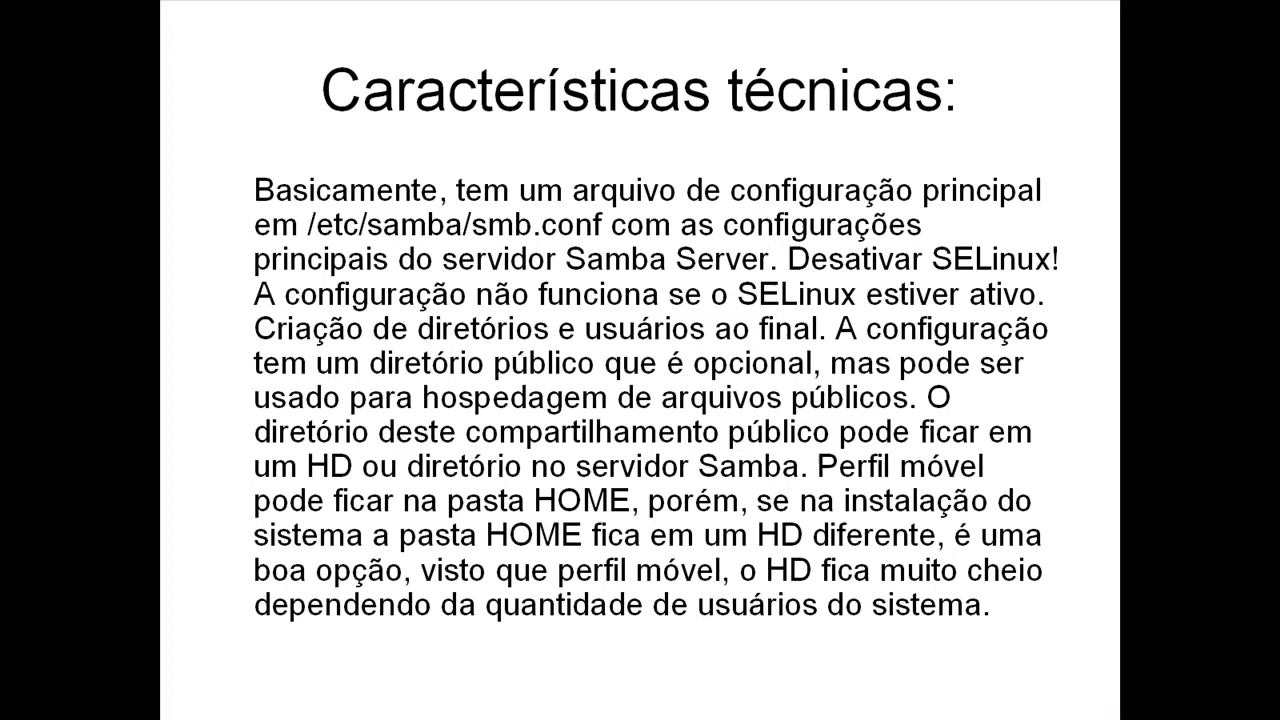 Características técnicas:
Basicamente, tem um arquivo de configuração principal
em /etc/samba/smb.conf com as configurações
principais do servidor Samba Server. Desativar SELinux!
A configuração não funciona se o SELinux estiver ativo.
Criação de diretórios e usuários ao final. A configuração
tem um diretório público que é opcional, mas pode ser
usado para hospedagem de arquivos públicos. O
diretório deste compartilhamento público pode ficar em
um HD ou diretório no servidor Samba. Perfil móvel
pode ficar na pasta HOME, porém, se na instalação do
sistema a pasta HOME fica em um HD diferente, é uma
boa opção, visto que perfil móvel, o HD fica muito cheio
dependendo da quantidade de usuários do sistema.